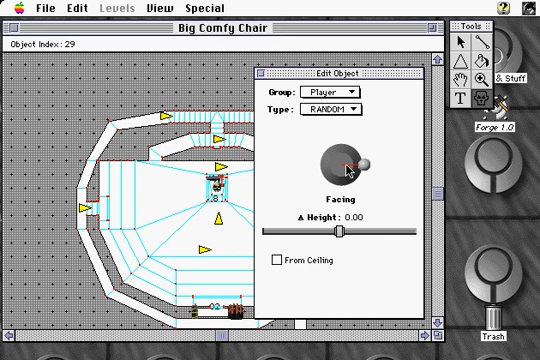 File Edit Levels View Special
Big Comfy Chair
Tools
Object Index: 29
Edit Object
Group: Player
Type: RANDOM
Facing
Δ Height: 0.00
From Ceiling
T
& Stuff
Forge 1.0
Trash